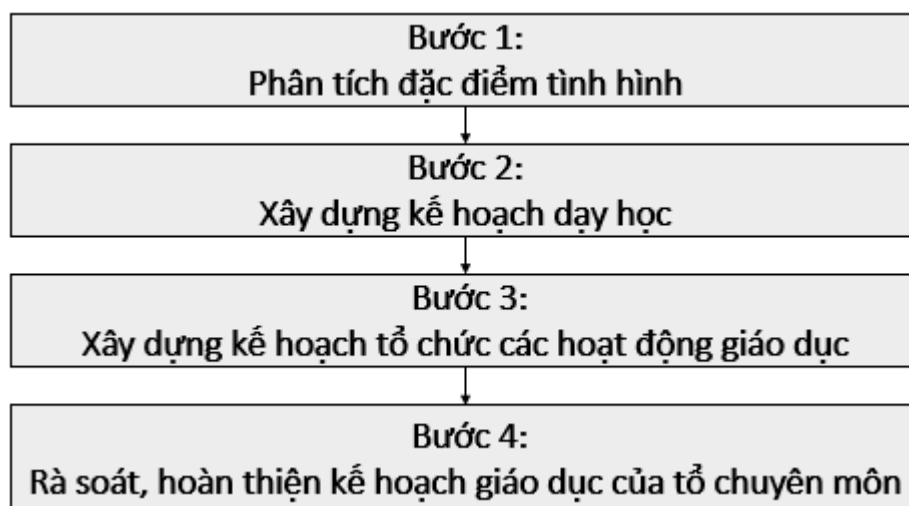 Bước 1:
Phân tích đặc điểm tình hình
Bước 2:
Xây dựng kế hoạch dạy học
Bước 3:
Xây dựng kế hoạch tổ chức các hoạt động giáo dục
Bước 4:
Rà soát, hoàn thiện kế hoạch giáo dục của tổ chuyên môn